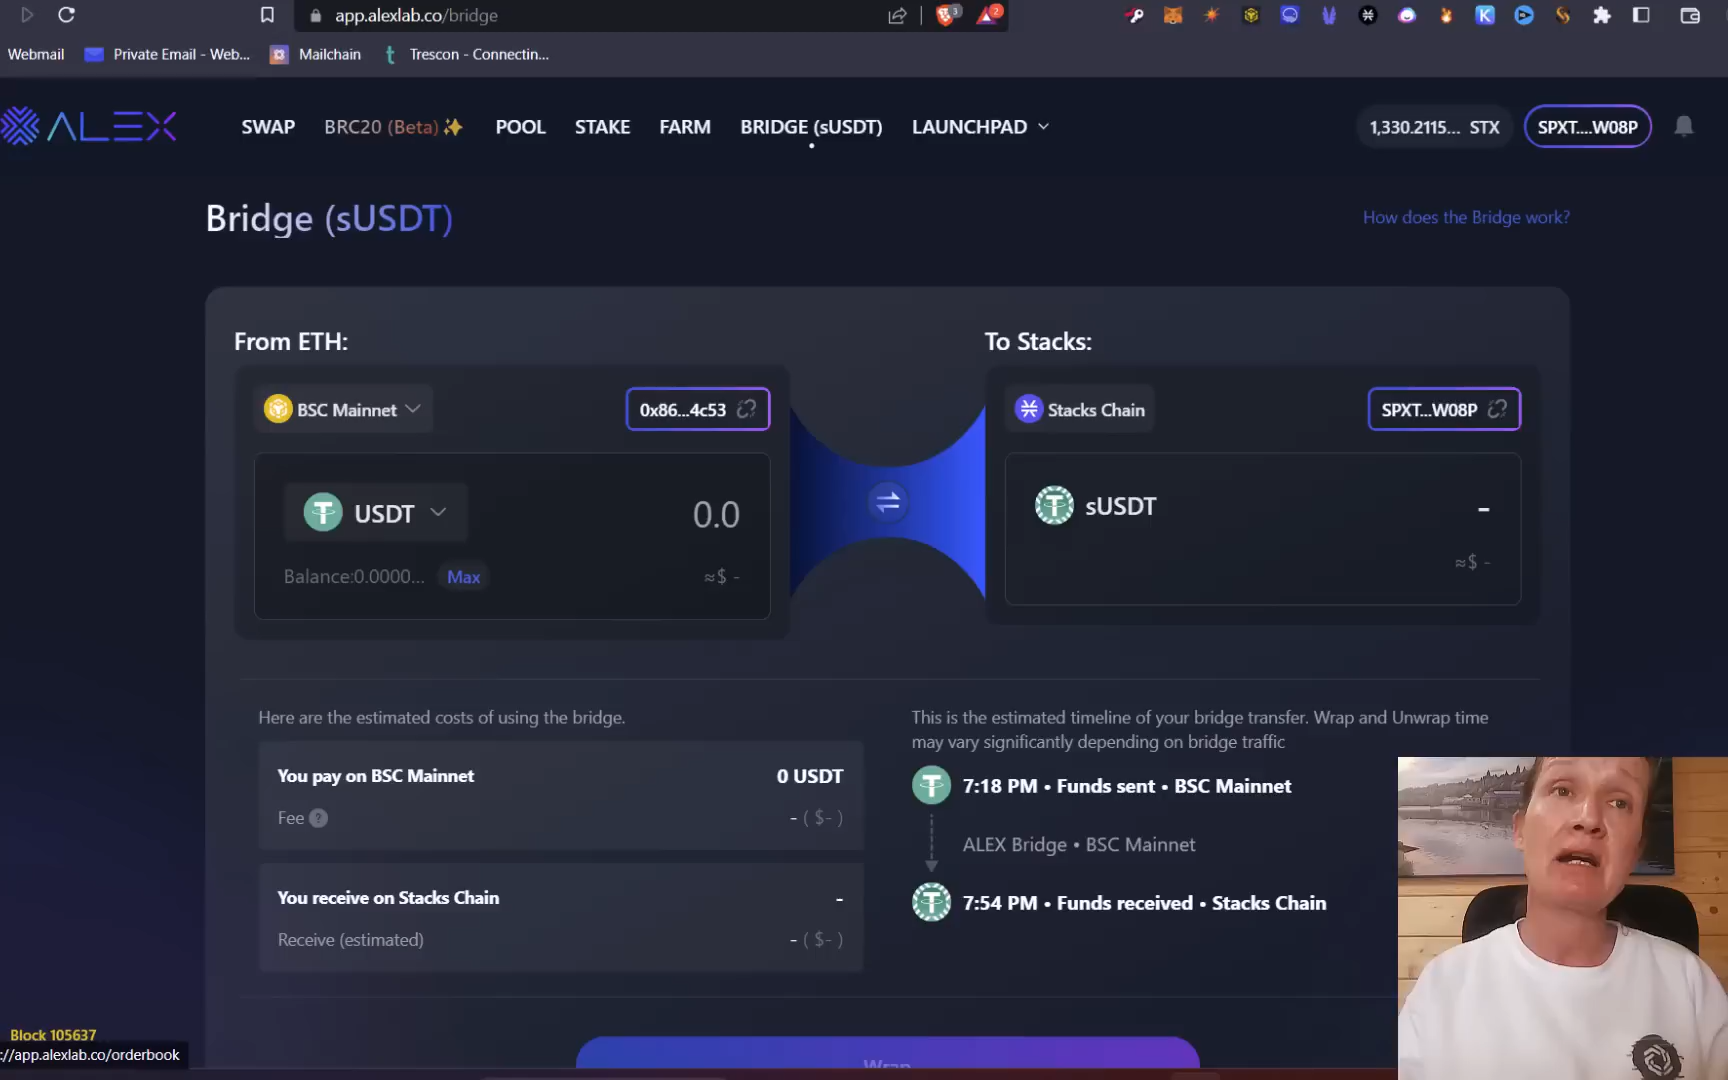 app.alexlab.co/bridge
3
2
K
Webmail
Private Email - Web...
Mailchain
t
Trescon - Connectin...
ALEX
SWAP
BRC20 (Beta)✨
POOL
STAKE
FARM
BRIDGE (sUSDT)
LAUNCHPAD
1,330.2115... STX
SPXT....W08P
Bridge (sUSDT)
How does the Bridge work?
From ETH:
To Stacks:
BSC Mainnet
0x86...4c53
Stacks Chain
SPXT...W08P
USDT
0.0
sUSDT
-
Balance:0.0000...
Max
≈$ -
≈$ -
Here are the estimated costs of using the bridge.
You pay on BSC Mainnet
0 USDT
Fee ?
- ( $- )
You receive on Stacks Chain
-
Receive (estimated)
- ( $- )
This is the estimated timeline of your bridge transfer. Wrap and Unwrap time
may vary significantly depending on bridge traffic
7:18 PM • Funds sent • BSC Mainnet
ALEX Bridge • BSC Mainnet
7:54 PM • Funds received • Stacks Chain
Block 105637
://app.alexlab.co/orderbook
Wrap